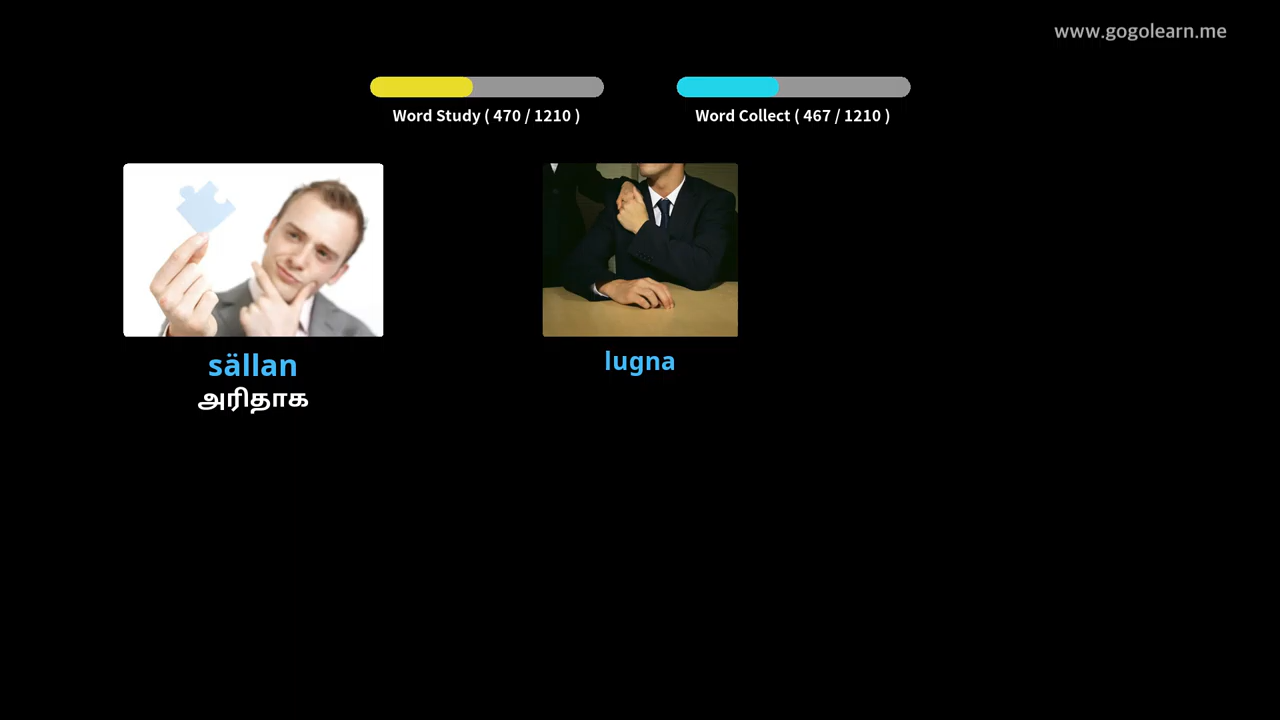 www.gogolearn.me
Word Study ( 470 / 1210 )
Word Collect ( 467 / 1210 )
sällan
அரிதாக
lugna